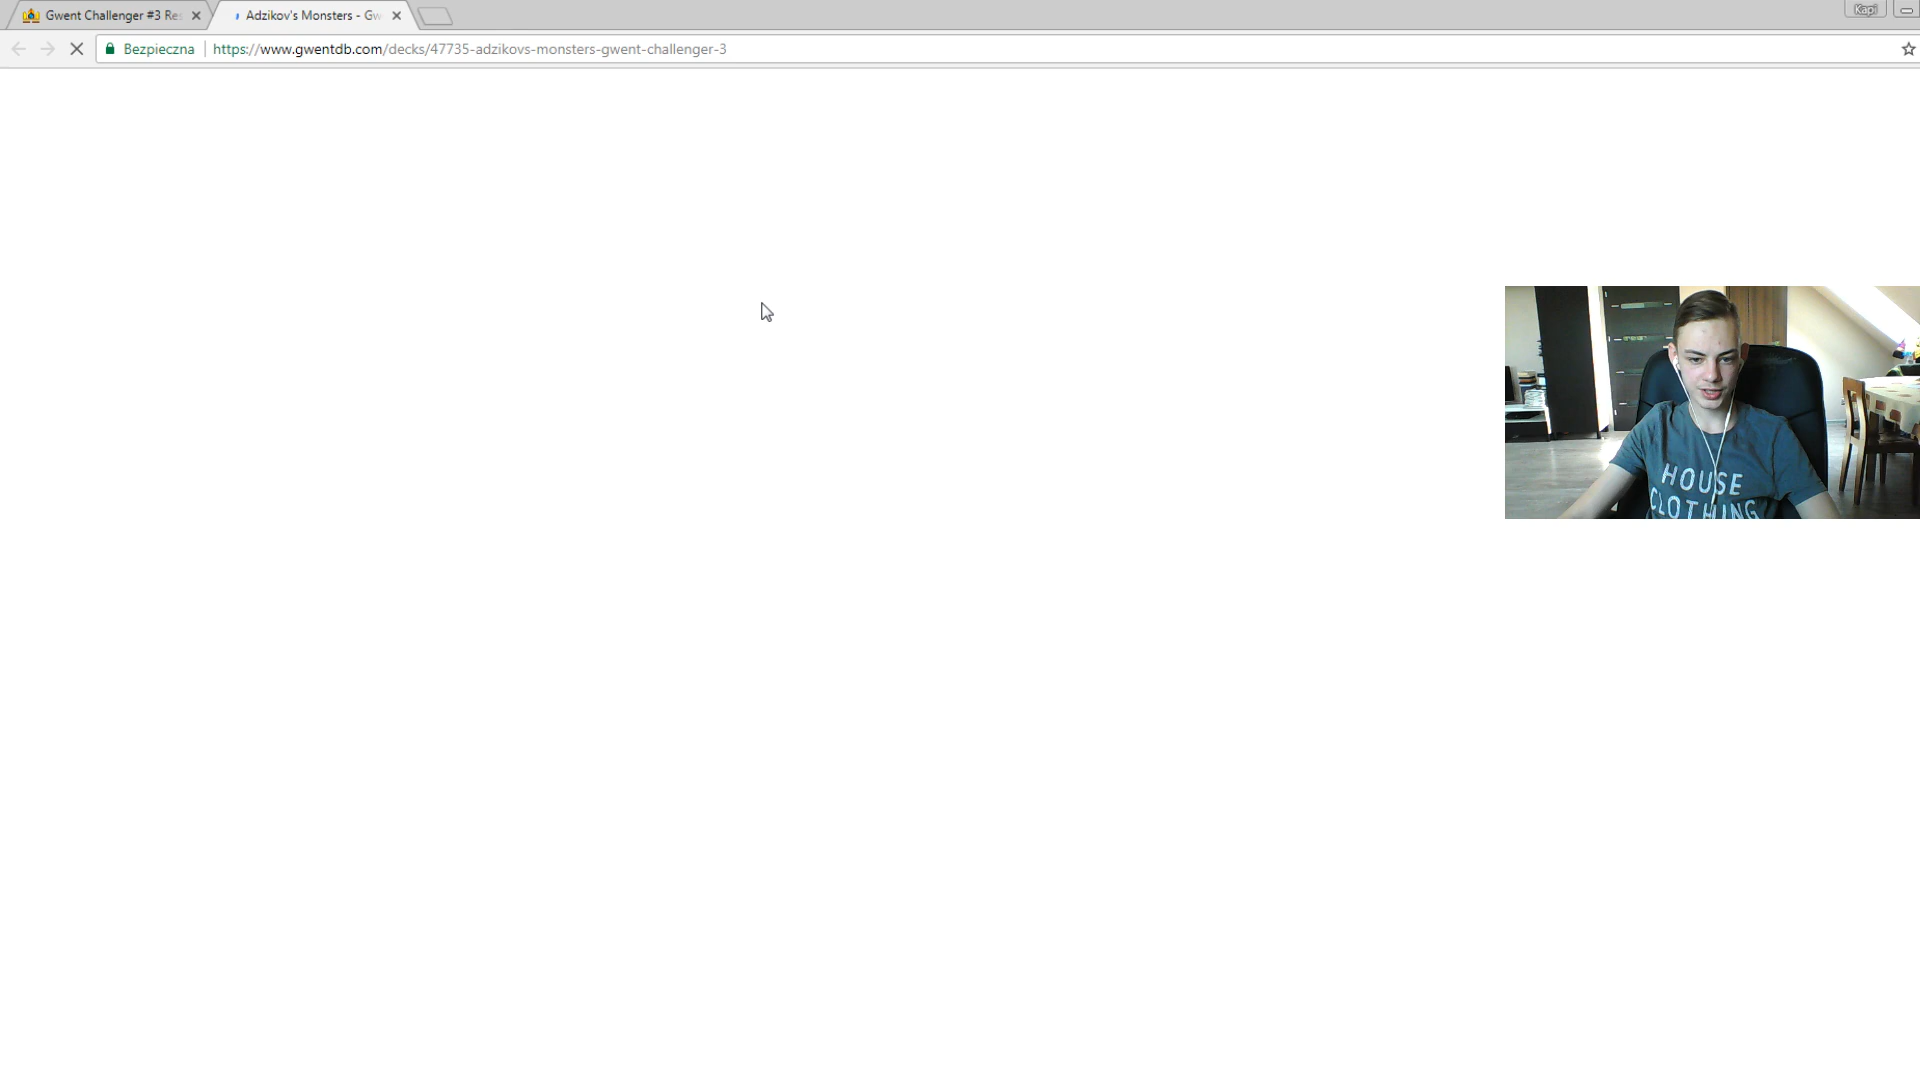 Gwent Challenger #3 Re
Adzikov's Monsters - Gw
Kapi
Bezpieczna
https://www.gwentdb.com/decks/47735-adzikovs-monsters-gwent-challenger-3
HOUSE
CLOTHING